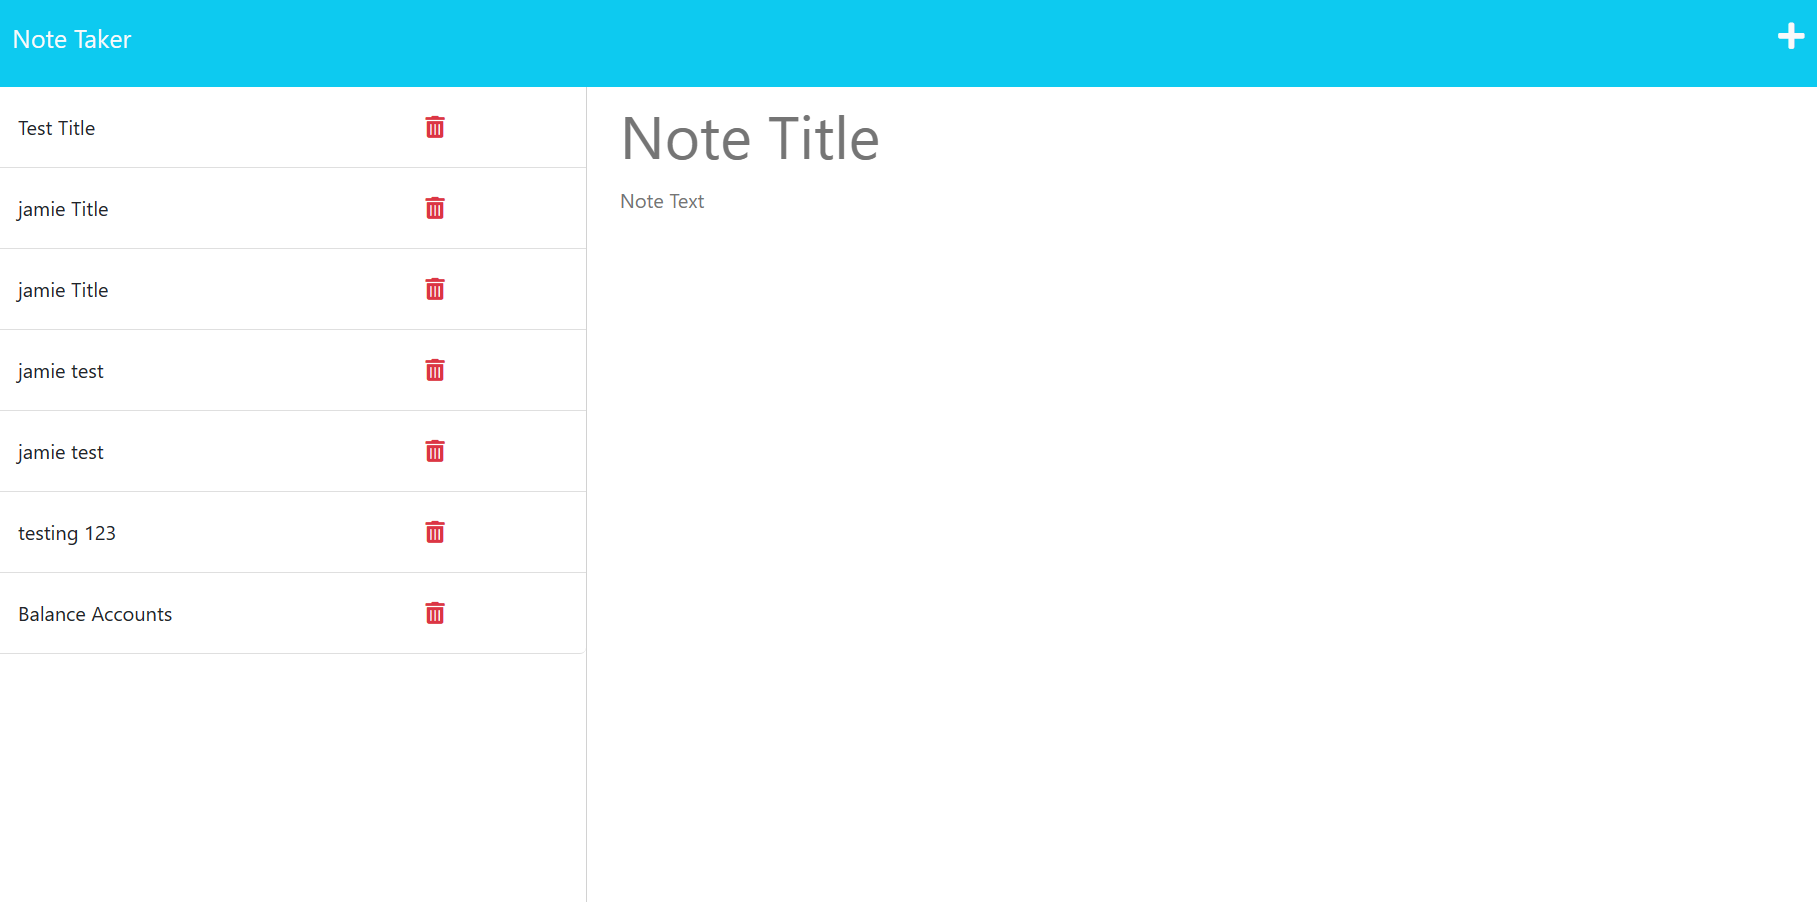 Note Taker
Test Title
jamie Title
jamie Title
jamie test
jamie test
testing 123
Balance Accounts
Note Title
Note Text